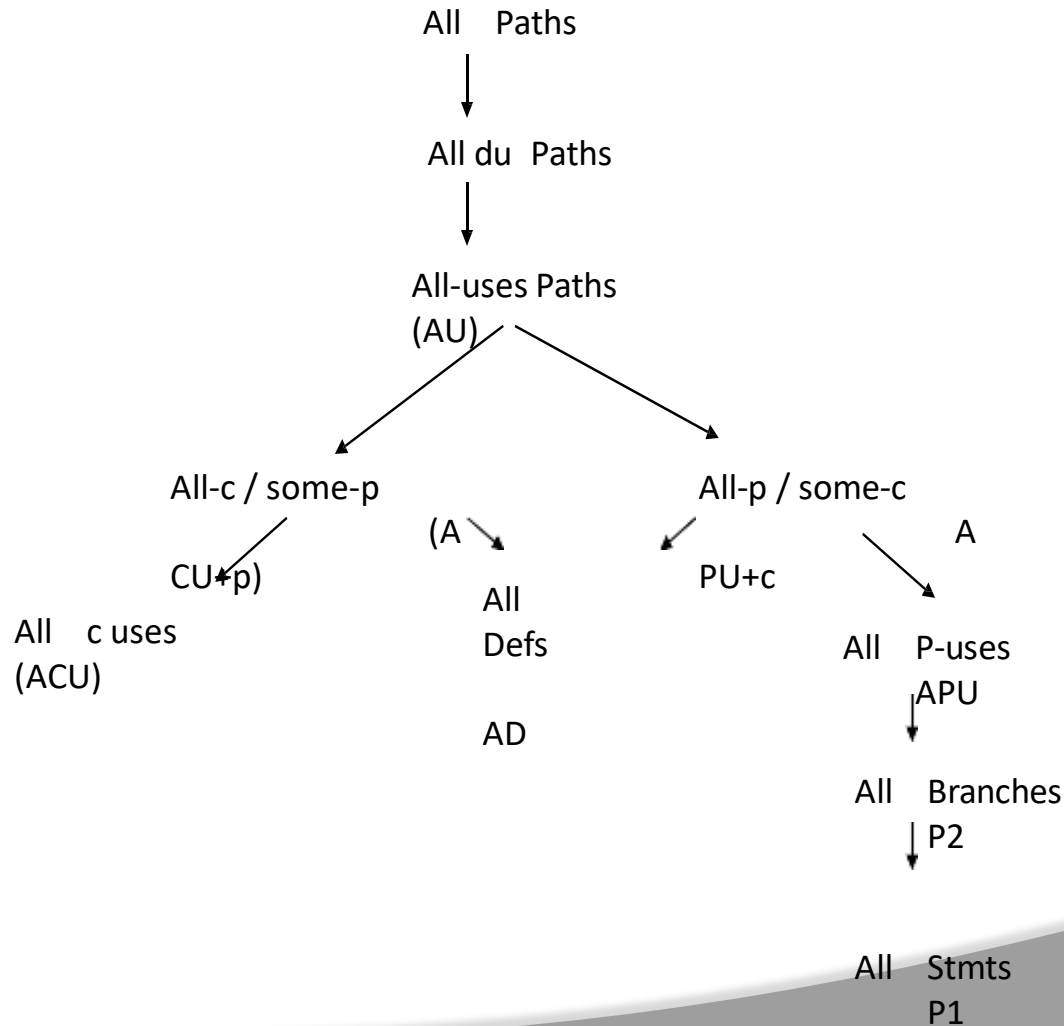 All Paths
All du Paths
All-uses Paths
(AU)
All-c / some-p
(A
CU+p)
All-p / some-c
A
PU+c
All c uses
(ACU)
All
Defs
AD
All P-uses
APU
All Branches
P2
All Stmts
P1